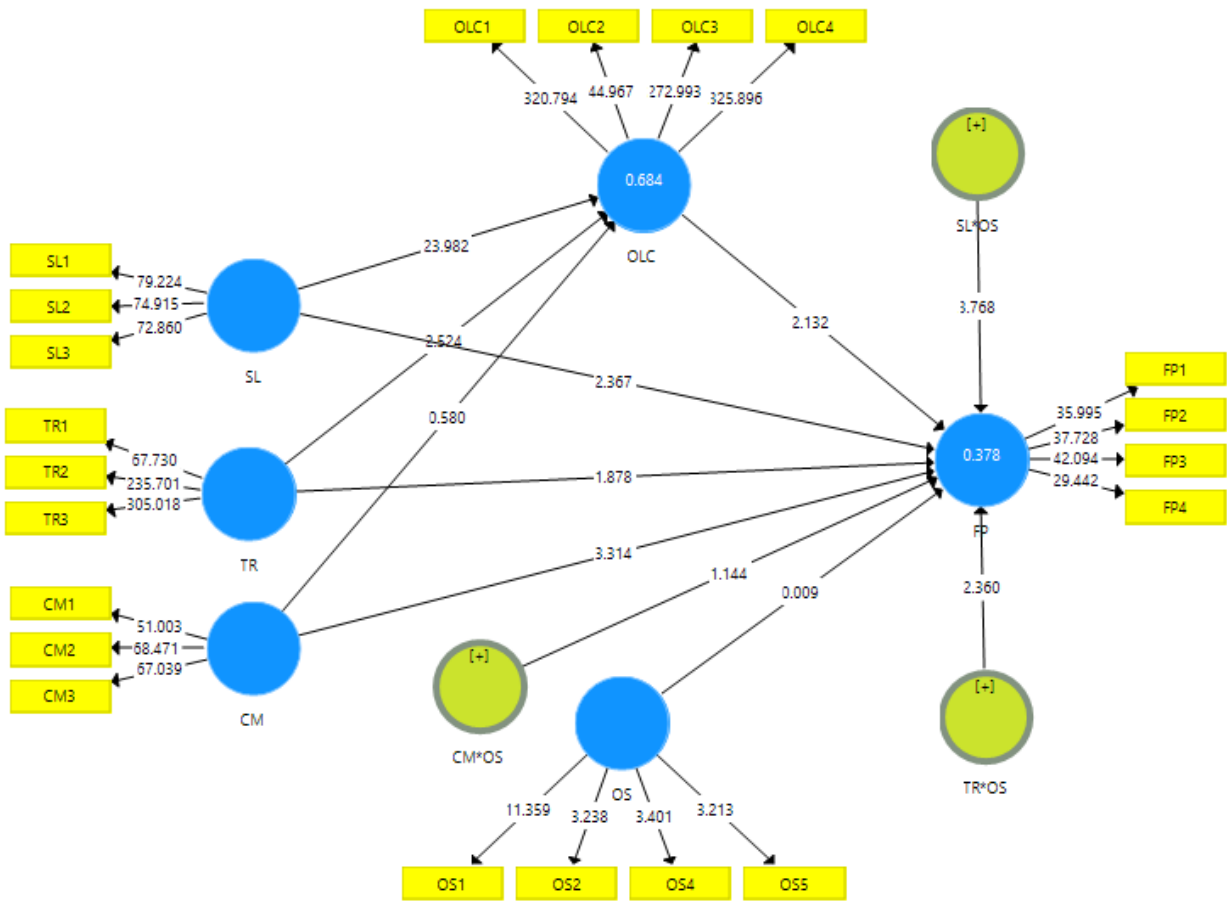 OLC1 OLC2 OLC3 OLC4
320.794 44.967 272.993 325.896
[+]
0.684
SL*OS
OLC
23.982
SL1
SL2
SL3
79.224
74.915
72.860
SL
2.524
2.132
3.768
2.367
0.580
TR1
TR2
TR3
67.730
235.701
305.018
TR
1.878
0.378
FP
35.995
37.728
42.094
29.442
FP1
FP2
FP3
FP4
CM1
CM2
CM3
51.003
68.471
67.039
CM
3.314
1.144
0.009
2.360
[+]
CM*OS
[+]
TR*OS
OS
11.359 3.238 3.401 3.213
OS1 OS2 OS4 OS5